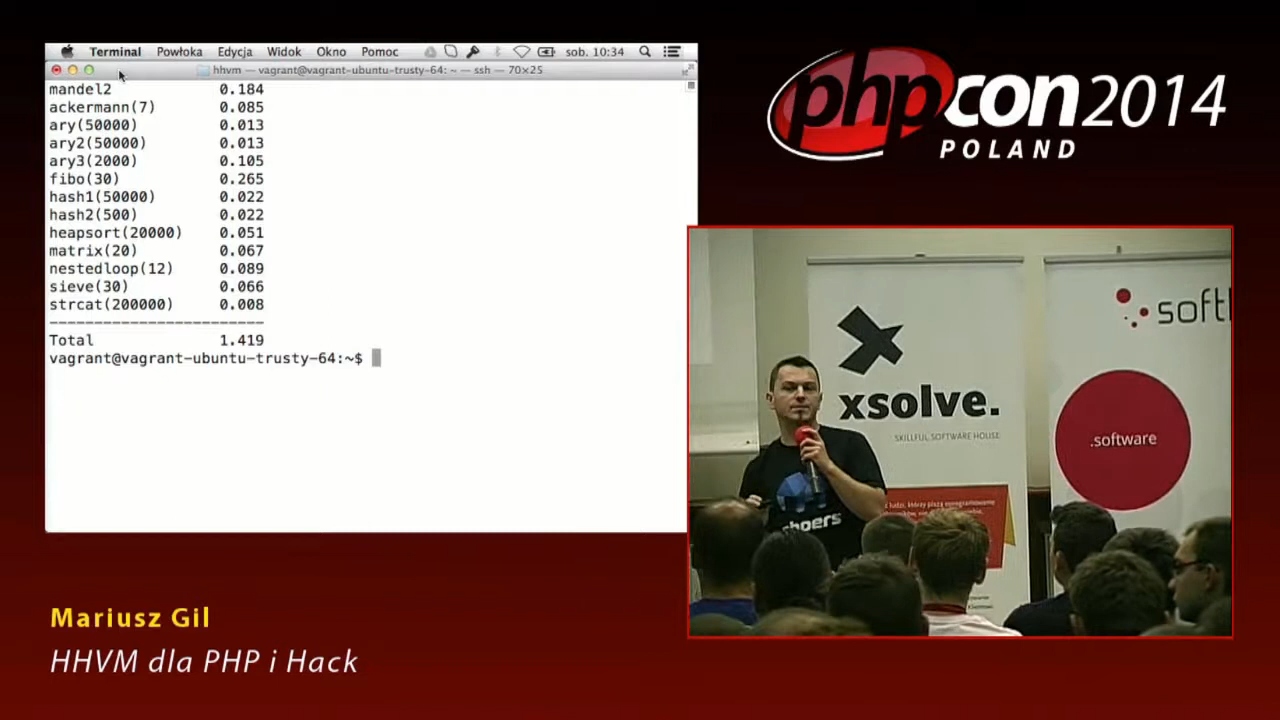 Terminal Powłoka Edycja Widok Okno Pomoc sob. 10:34
hhvm — vagrant@vagrant-ubuntu-trusty-64: ~ — ssh — 70×25
mandel2 0.184
ackermann(7) 0.085
ary(50000) 0.013
ary2(50000) 0.013
ary3(2000) 0.105
fibo(30) 0.265
hash1(50000) 0.022
hash2(500) 0.022
heapsort(20000) 0.051
matrix(20) 0.067
nestedloop(12) 0.089
sieve(30) 0.066
strcat(200000) 0.008
------------------------
Total 1.419
vagrant@vagrant-ubuntu-trusty-64:~$
phpcon2014
POLAND
xsolve.
SKILLFUL SOFTWARE HOUSE
.software
Mariusz Gil
HHVM dla PHP i Hack